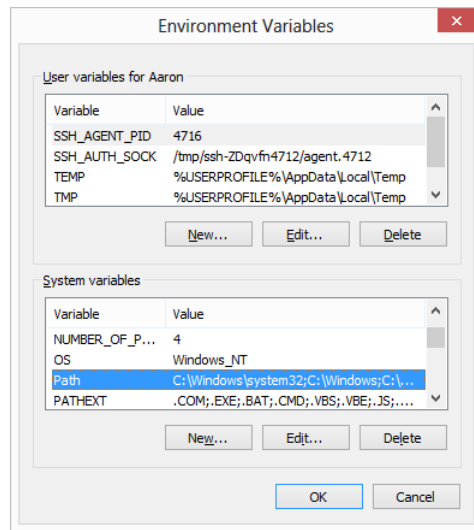 Environment Variables
User variables for Aaron
Variable Value
SSH_AGENT_PID 4716
SSH_AUTH_SOCK /tmp/ssh-ZDqvfn4712/agent.4712
TEMP %USERPROFILE%\AppData\Local\Temp
TMP %USERPROFILE%\AppData\Local\Temp
New... Edit... Delete
System variables
Variable Value
NUMBER_OF_P... 4
OS Windows_NT
Path C:\Windows\system32;C:\Windows;C:\...
PATHEXT .COM;.EXE;.BAT;.CMD;.VBS;.VBE;.JS;....
New... Edit... Delete
OK Cancel